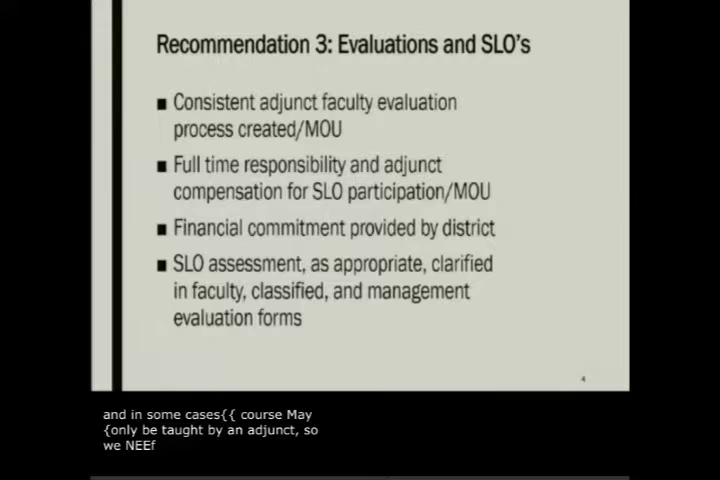 Recommendation 3: Evaluations and SLO's
■ Consistent adjunct faculty evaluation
process created/MOU
■ Full time responsibility and adjunct
compensation for SLO participation/MOU
■ Financial commitment provided by district
■ SLO assessment, as appropriate, clarified
in faculty, classified, and management
evaluation forms
4
and in some cases{{ course May
{only be taught by an adjunct, so
we NEEf